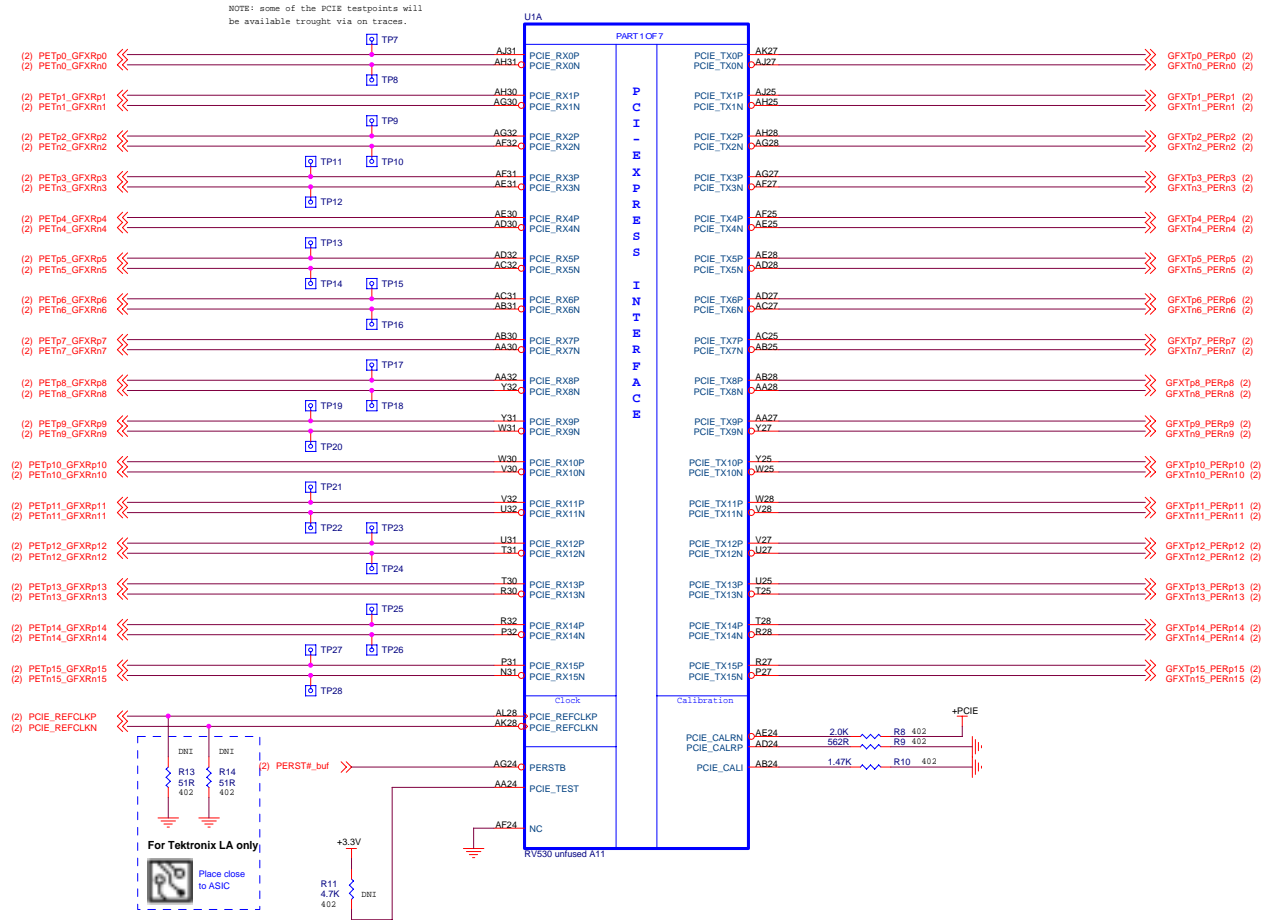 NOTE: some of the PCIE testpoints will
be available trought via on traces.
U1A
PART 1 OF 7
P C I - E X P R E S S I N T E R F A C E
TP7
(2) PETp0_GFXRp0 AJ31 PCIE_RX0P PCIE_TX0P AK27 GFXTp0_PERp0 (2)
(2) PETn0_GFXRn0 AH31 PCIE_RX0N PCIE_TX0N AJ27 GFXTn0_PERn0 (2)
TP8
(2) PETp1_GFXRp1 AH30 PCIE_RX1P PCIE_TX1P AJ25 GFXTp1_PERp1 (2)
(2) PETn1_GFXRn1 AG30 PCIE_RX1N PCIE_TX1N AH25 GFXTn1_PERn1 (2)
TP9
(2) PETp2_GFXRp2 AG32 PCIE_RX2P PCIE_TX2P AH28 GFXTp2_PERp2 (2)
(2) PETn2_GFXRn2 AF32 PCIE_RX2N PCIE_TX2N AG28 GFXTn2_PERn2 (2)
TP11 TP10
(2) PETp3_GFXRp3 AF31 PCIE_RX3P PCIE_TX3P AG27 GFXTp3_PERp3 (2)
(2) PETn3_GFXRn3 AE31 PCIE_RX3N PCIE_TX3N AF27 GFXTn3_PERn3 (2)
TP12
(2) PETp4_GFXRp4 AE30 PCIE_RX4P PCIE_TX4P AF25 GFXTp4_PERp4 (2)
(2) PETn4_GFXRn4 AD30 PCIE_RX4N PCIE_TX4N AE25 GFXTn4_PERn4 (2)
TP13
(2) PETp5_GFXRp5 AD32 PCIE_RX5P PCIE_TX5P AE28 GFXTp5_PERp5 (2)
(2) PETn5_GFXRn5 AC32 PCIE_RX5N PCIE_TX5N AD28 GFXTn5_PERn5 (2)
TP14 TP15
(2) PETp6_GFXRp6 AC31 PCIE_RX6P PCIE_TX6P AD27 GFXTp6_PERp6 (2)
(2) PETn6_GFXRn6 AB31 PCIE_RX6N PCIE_TX6N AC27 GFXTn6_PERn6 (2)
TP16
(2) PETp7_GFXRp7 AB30 PCIE_RX7P PCIE_TX7P AC25 GFXTp7_PERp7 (2)
(2) PETn7_GFXRn7 AA30 PCIE_RX7N PCIE_TX7N AB25 GFXTn7_PERn7 (2)
TP17
(2) PETp8_GFXRp8 AA32 PCIE_RX8P PCIE_TX8P AB28 GFXTp8_PERp8 (2)
(2) PETn8_GFXRn8 Y32 PCIE_RX8N PCIE_TX8N AA28 GFXTn8_PERn8 (2)
TP19 TP18
(2) PETp9_GFXRp9 Y31 PCIE_RX9P PCIE_TX9P AA27 GFXTp9_PERp9 (2)
(2) PETn9_GFXRn9 W31 PCIE_RX9N PCIE_TX9N Y27 GFXTn9_PERn9 (2)
TP20
(2) PETp10_GFXRp10 W30 PCIE_RX10P PCIE_TX10P Y25 GFXTp10_PERp10 (2)
(2) PETn10_GFXRn10 V30 PCIE_RX10N PCIE_TX10N W25 GFXTn10_PERn10 (2)
TP21
(2) PETp11_GFXRp11 V32 PCIE_RX11P PCIE_TX11P W28 GFXTp11_PERp11 (2)
(2) PETn11_GFXRn11 U32 PCIE_RX11N PCIE_TX11N V28 GFXTn11_PERn11 (2)
TP22 TP23
(2) PETp12_GFXRp12 U31 PCIE_RX12P PCIE_TX12P V27 GFXTp12_PERp12 (2)
(2) PETn12_GFXRn12 T31 PCIE_RX12N PCIE_TX12N U27 GFXTn12_PERn12 (2)
TP24
(2) PETp13_GFXRp13 T30 PCIE_RX13P PCIE_TX13P U25 GFXTp13_PERp13 (2)
(2) PETn13_GFXRn13 R30 PCIE_RX13N PCIE_TX13N T25 GFXTn13_PERn13 (2)
TP25
(2) PETp14_GFXRp14 R32 PCIE_RX14P PCIE_TX14P T28 GFXTp14_PERp14 (2)
(2) PETn14_GFXRn14 P32 PCIE_RX14N PCIE_TX14N R28 GFXTn14_PERn14 (2)
TP27 TP26
(2) PETp15_GFXRp15 P31 PCIE_RX15P PCIE_TX15P R27 GFXTp15_PERp15 (2)
(2) PETn15_GFXRn15 N31 PCIE_RX15N PCIE_TX15N P27 GFXTn15_PERn15 (2)
TP28
Clock Calibration
(2) PCIE_REFCLKP AL28 PCIE_REFCLKP
(2) PCIE_REFCLKN AK28 PCIE_REFCLKN
+PCIE
PCIE_CALRN AE24 2.0K R8 402
PCIE_CALRP AD24 562R R9 402
PCIE_CALI AB24 1.47K R10 402
(2) PERST#_buf AG24 PERSTB
AA24 PCIE_TEST
AF24 NC
RV530 unfused A11
DNI DNI
R13 R14
51R 51R
402 402
For Tektronix LA only
Place close
to ASIC
+3.3V
R11
4.7K DNI
402